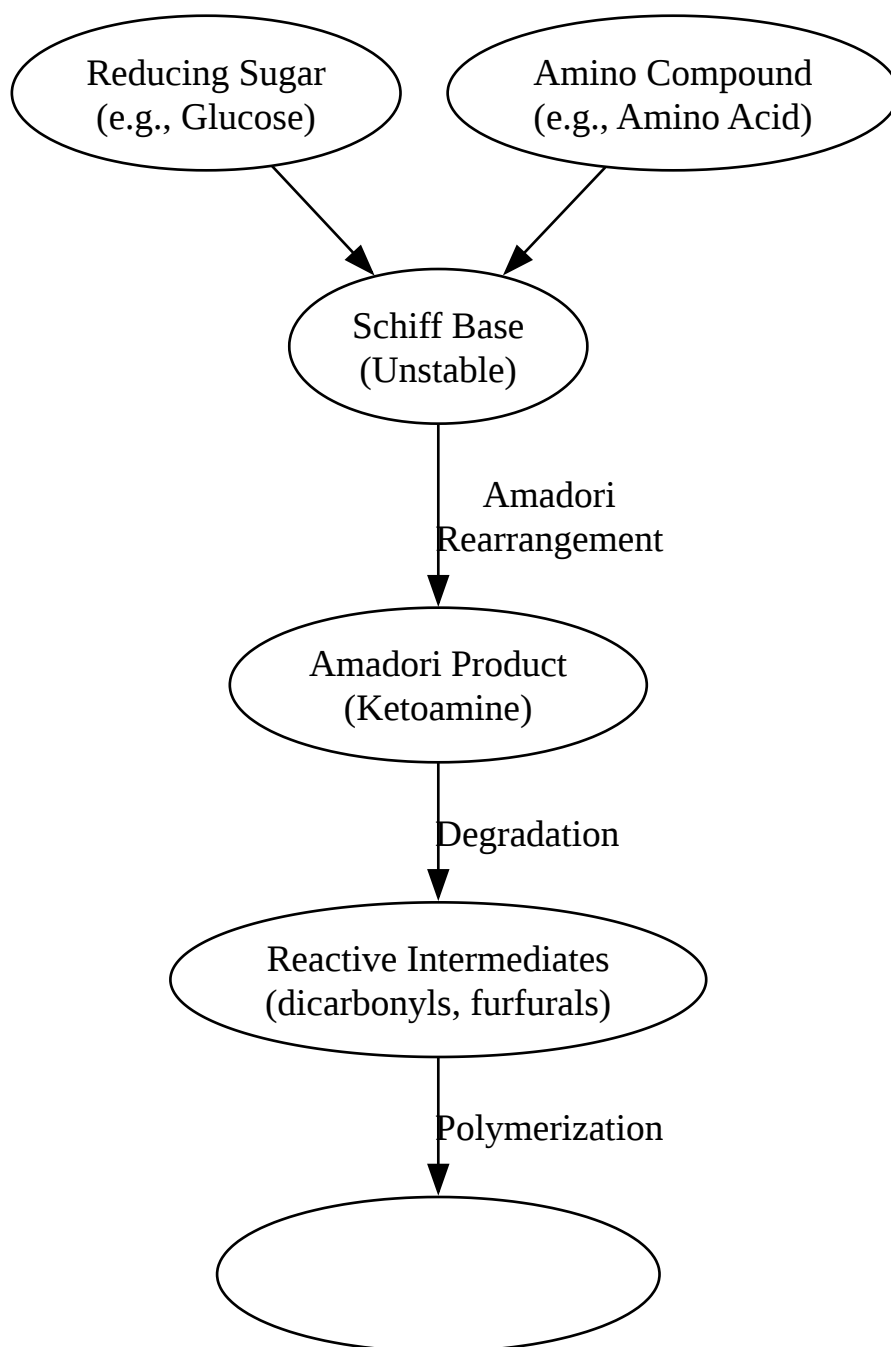 Reducing Sugar
(e.g., Glucose)
Amino Compound
(e.g., Amino Acid)
Schiff Base
(Unstable)
Amadori
Rearrangement
Amadori Product
(Ketoamine)
Degradation
Reactive Intermediates
(dicarbonyls, furfurals)
Polymerization